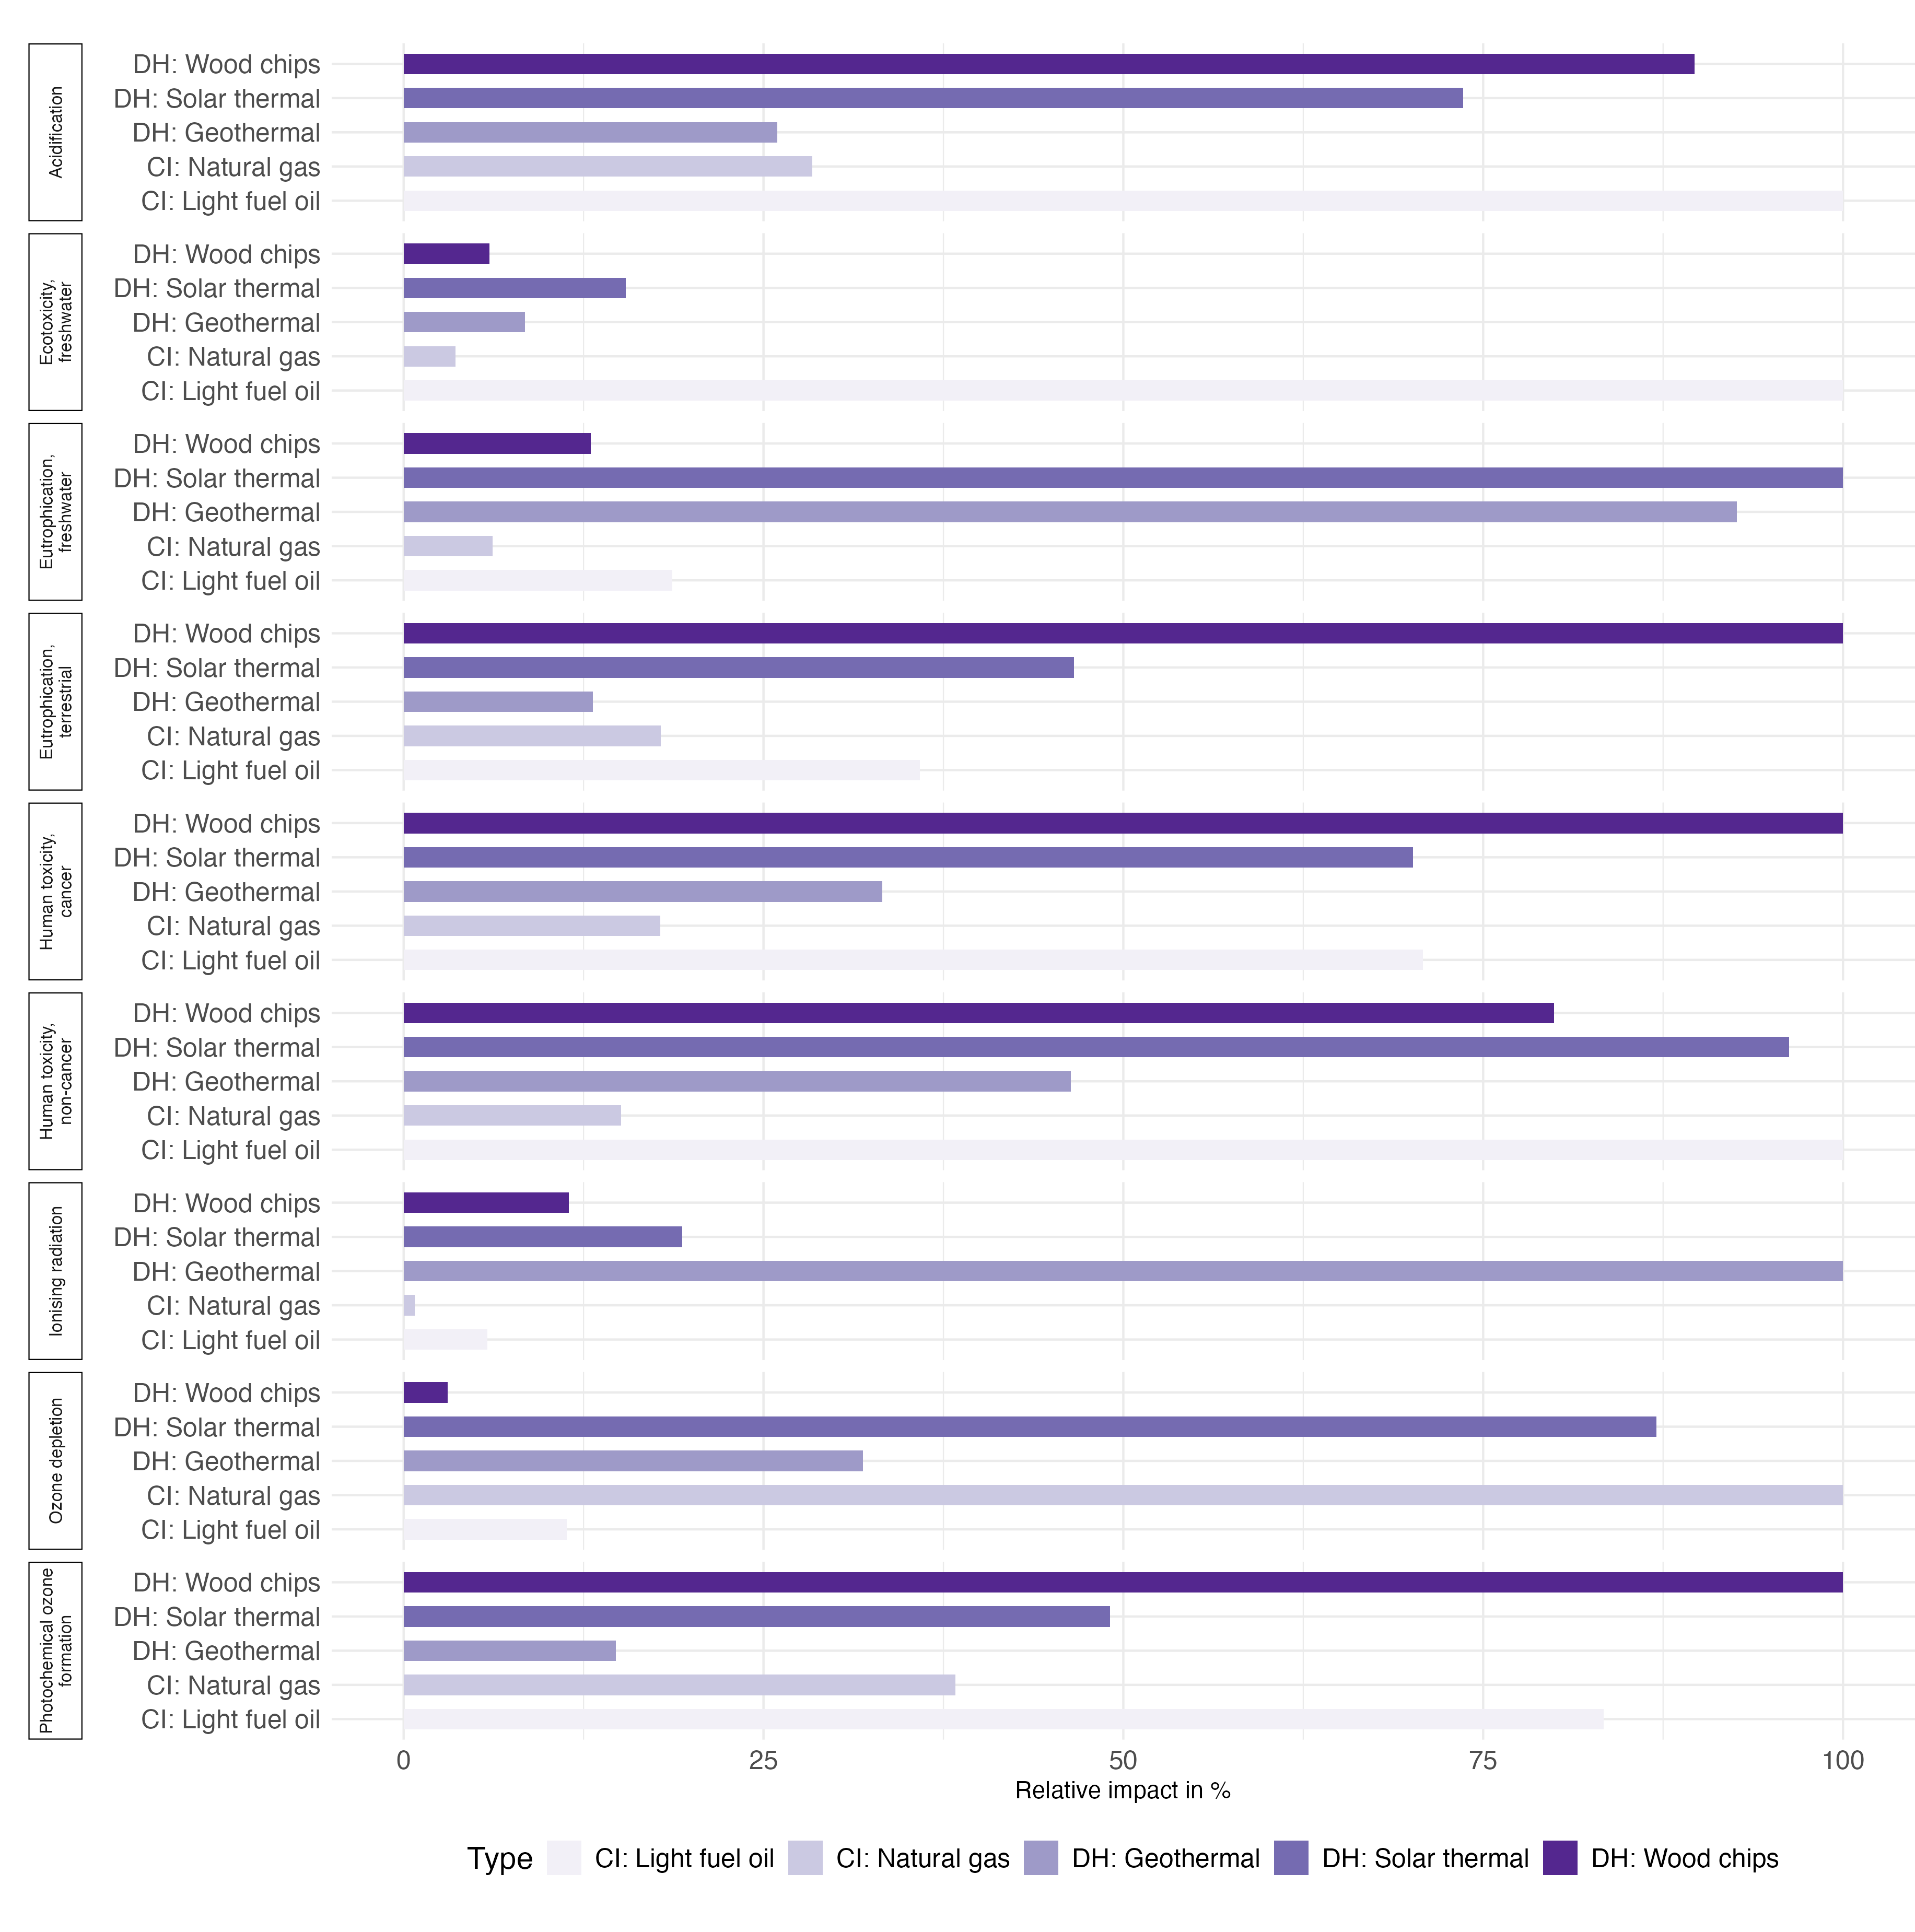 Acidification
DH: Wood chips
DH: Solar thermal
DH: Geothermal
CI: Natural gas
CI: Light fuel oil
Ecotoxicity,
freshwater
DH: Wood chips
DH: Solar thermal
DH: Geothermal
CI: Natural gas
CI: Light fuel oil
Eutrophication,
freshwater
DH: Wood chips
DH: Solar thermal
DH: Geothermal
CI: Natural gas
CI: Light fuel oil
Eutrophication,
terrestrial
DH: Wood chips
DH: Solar thermal
DH: Geothermal
CI: Natural gas
CI: Light fuel oil
Human toxicity,
cancer
DH: Wood chips
DH: Solar thermal
DH: Geothermal
CI: Natural gas
CI: Light fuel oil
Human toxicity,
non-cancer
DH: Wood chips
DH: Solar thermal
DH: Geothermal
CI: Natural gas
CI: Light fuel oil
Ionising radiation
DH: Wood chips
DH: Solar thermal
DH: Geothermal
CI: Natural gas
CI: Light fuel oil
Ozone depletion
DH: Wood chips
DH: Solar thermal
DH: Geothermal
CI: Natural gas
CI: Light fuel oil
Photochemical ozone
formation
DH: Wood chips
DH: Solar thermal
DH: Geothermal
CI: Natural gas
CI: Light fuel oil
0 25 50 75 100
Relative impact in %
Type CI: Light fuel oil CI: Natural gas DH: Geothermal DH: Solar thermal DH: Wood chips